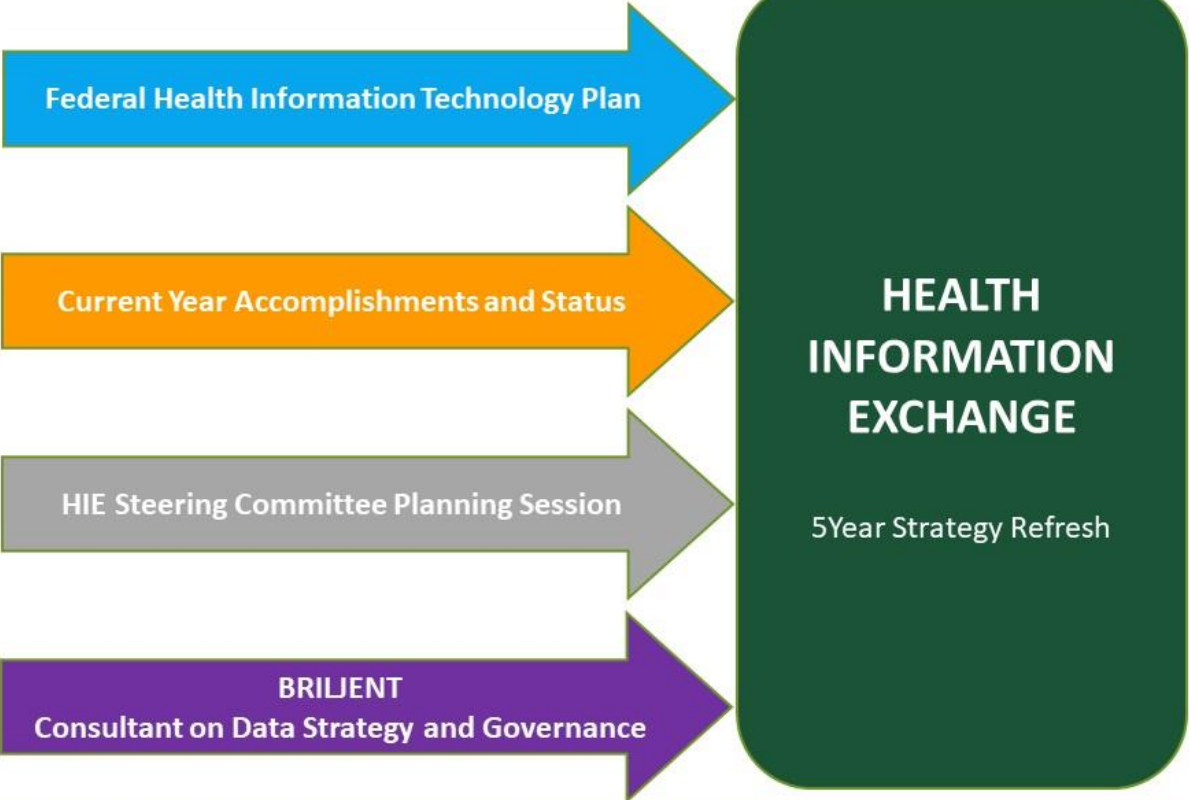 Federal Health Information Technology Plan
Current Year Accomplishments and Status
HIE Steering Committee Planning Session
BRILJENT
Consultant on Data Strategy and Governance
HEALTH
INFORMATION
EXCHANGE
5Year Strategy Refresh